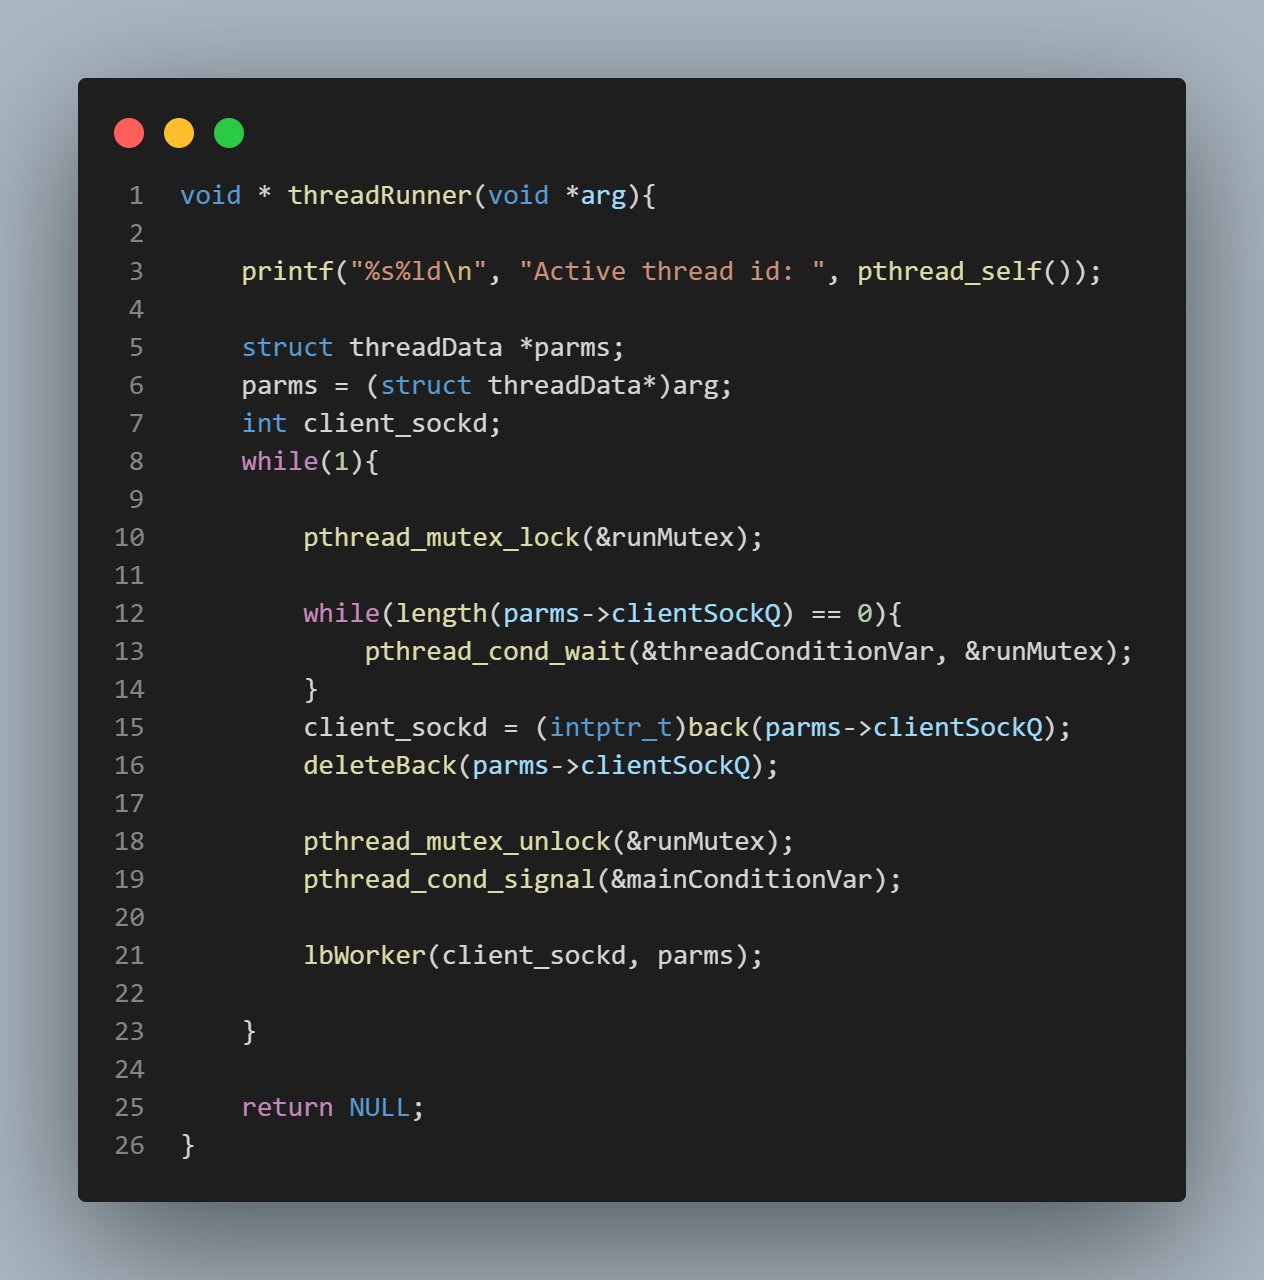 1 void * threadRunner(void *arg){
2
3     printf("%s%ld\n", "Active thread id: ", pthread_self());
4
5     struct threadData *parms;
6     parms = (struct threadData*)arg;
7     int client_sockd;
8     while(1){
9
10         pthread_mutex_lock(&runMutex);
11
12         while(length(parms->clientSockQ) == 0){
13             pthread_cond_wait(&threadConditionVar, &runMutex);
14         }
15         client_sockd = (intptr_t)back(parms->clientSockQ);
16         deleteBack(parms->clientSockQ);
17
18         pthread_mutex_unlock(&runMutex);
19         pthread_cond_signal(&mainConditionVar);
20
21         lbWorker(client_sockd, parms);
22
23     }
24
25     return NULL;
26 }